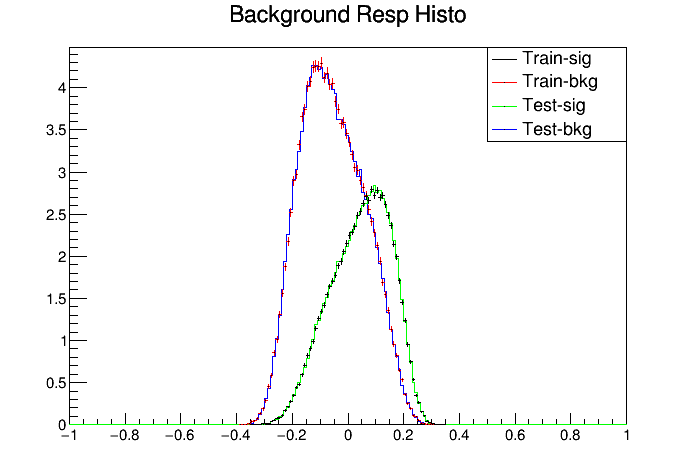 Background Resp Histo
Train-sig
Train-bkg
Test-sig
Test-bkg
4
3.5
3
2.5
2
1.5
1
0.5
0
−1 −0.8 −0.6 −0.4 −0.2 0 0.2 0.4 0.6 0.8 1